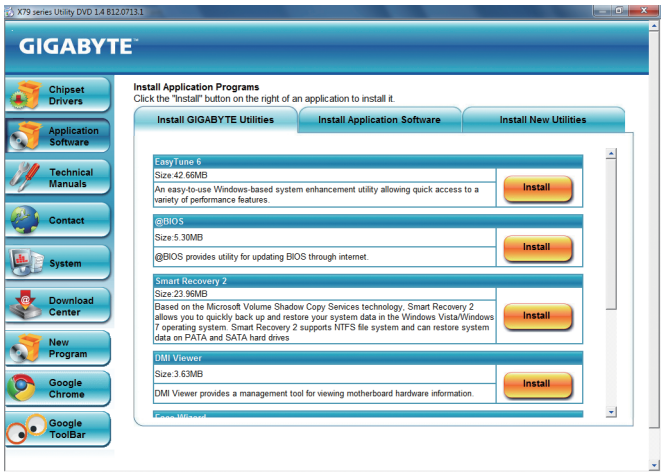 X79 series Utility DVD 1.4 B12.0713.1
GIGABYTE™
Chipset
Drivers
Application
Software
Technical
Manuals
Contact
System
Download
Center
New
Program
Google
Chrome
Google
ToolBar
Install Application Programs
Click the "Install" button on the right of an application to install it.
Install GIGABYTE Utilities
Install Application Software
Install New Utilities
EasyTune 6
Size:42.66MB
An easy-to-use Windows-based system enhancement utility allowing quick access to a
variety of performance features.
Install
@BIOS
Size:5.30MB
@BIOS provides utility for updating BIOS through internet.
Install
Smart Recovery 2
Size:23.96MB
Based on the Microsoft Volume Shadow Copy Services technology, Smart Recovery 2
allows you to quickly back up and restore your system data in the Windows Vista/Windows
7 operating system. Smart Recovery 2 supports NTFS file system and can restore system
data on PATA and SATA hard drives
Install
DMI Viewer
Size:3.63MB
DMI Viewer provides a management tool for viewing motherboard hardware information.
Install